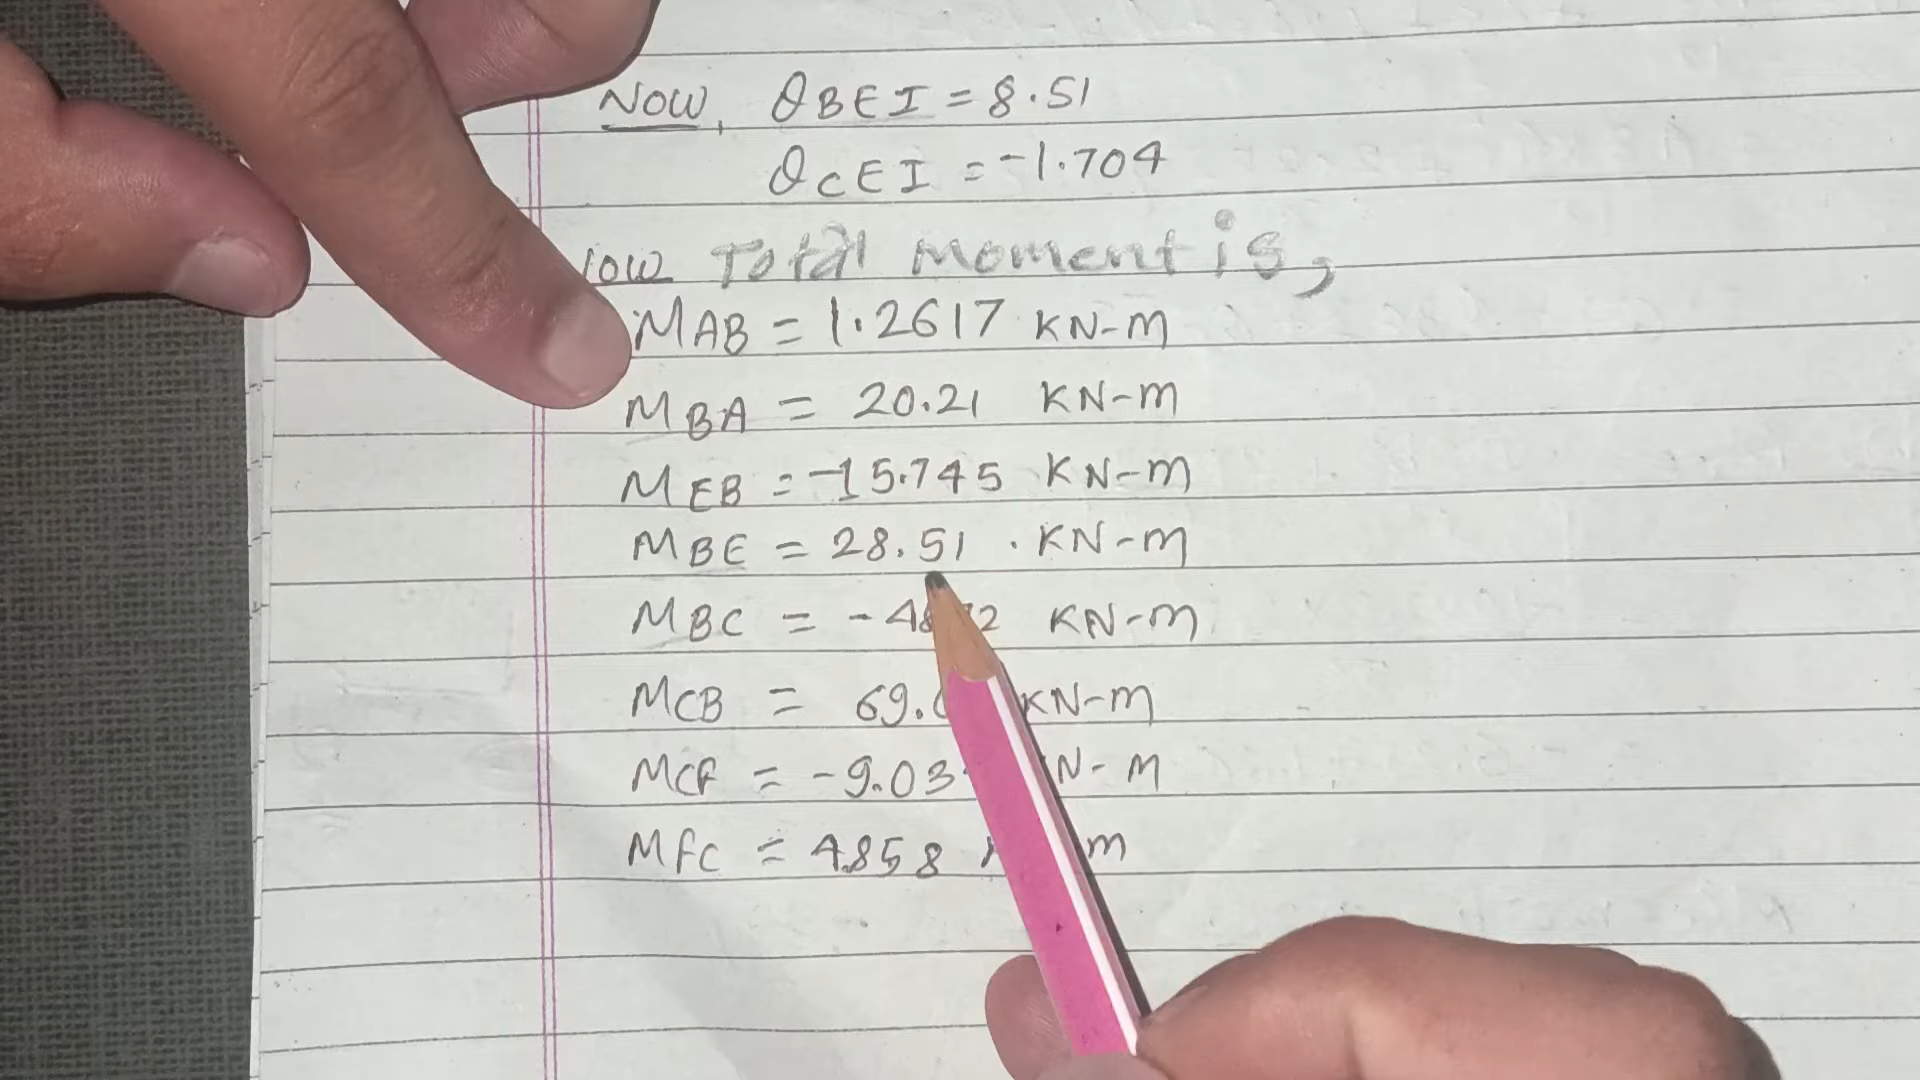 NOW, θBEI = 8.51
θCEI = -1.704
Total moment is,
MAB = 1.2617 KN-m
MBA = 20.21 KN-m
MEB = -15.745 KN-m
MBE = 28.51 . KN-m
MBC = KN-m
MCB = KN-m
MCF =
MFC = 4.858